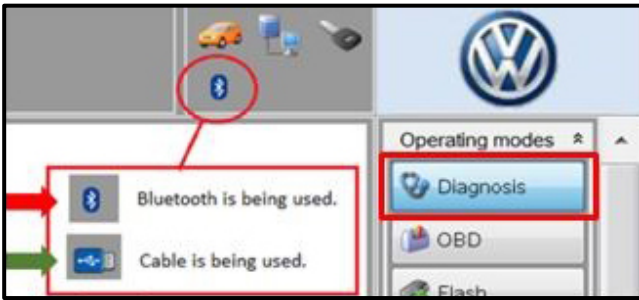 Operating modes
Diagnosis
Bluetooth is being used.
OBD
Cable is being used.
Flash